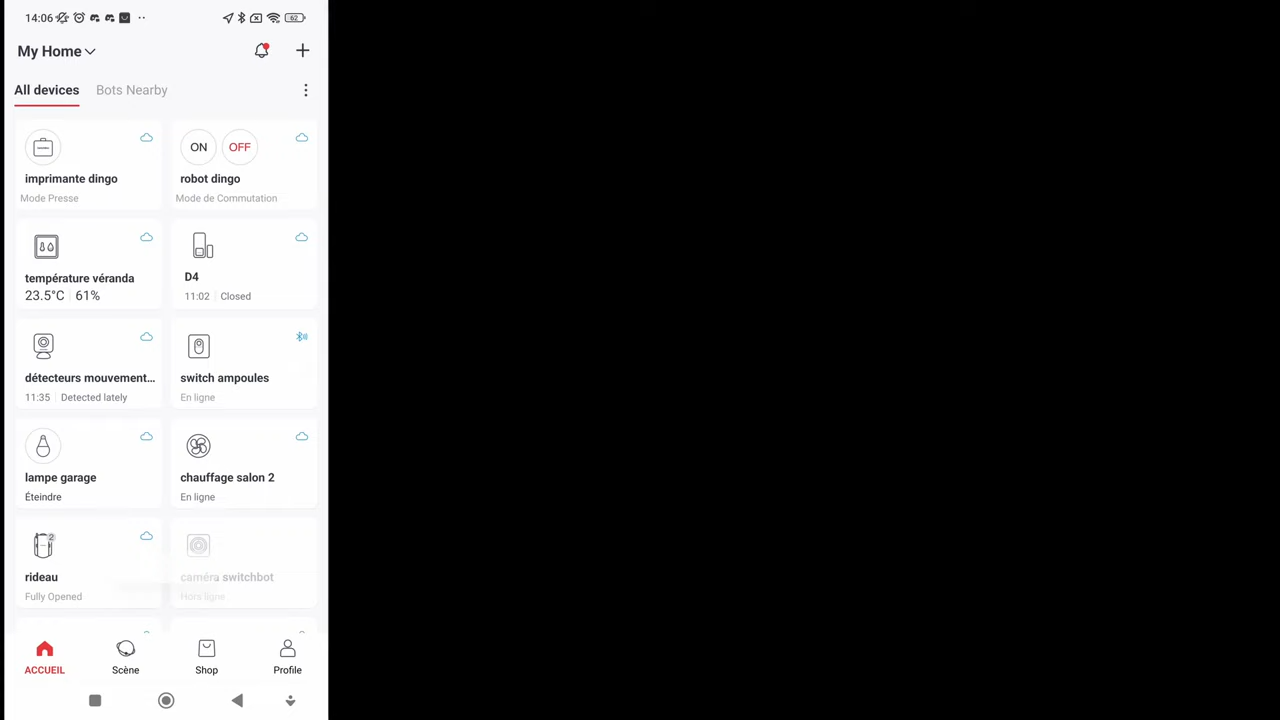 14:06
62
My Home
All devices Bots Nearby
imprimante dingo
Mode Presse
ON OFF
robot dingo
Mode de Commutation
température véranda
23.5°C 61%
D4
11:02 Closed
détecteurs mouvement...
11:35 Detected lately
switch ampoules
En ligne
lampe garage
Éteindre
chauffage salon 2
En ligne
2
rideau
Fully Opened
caméra switchbot
Hors ligne
ACCUEIL Scène Shop Profile